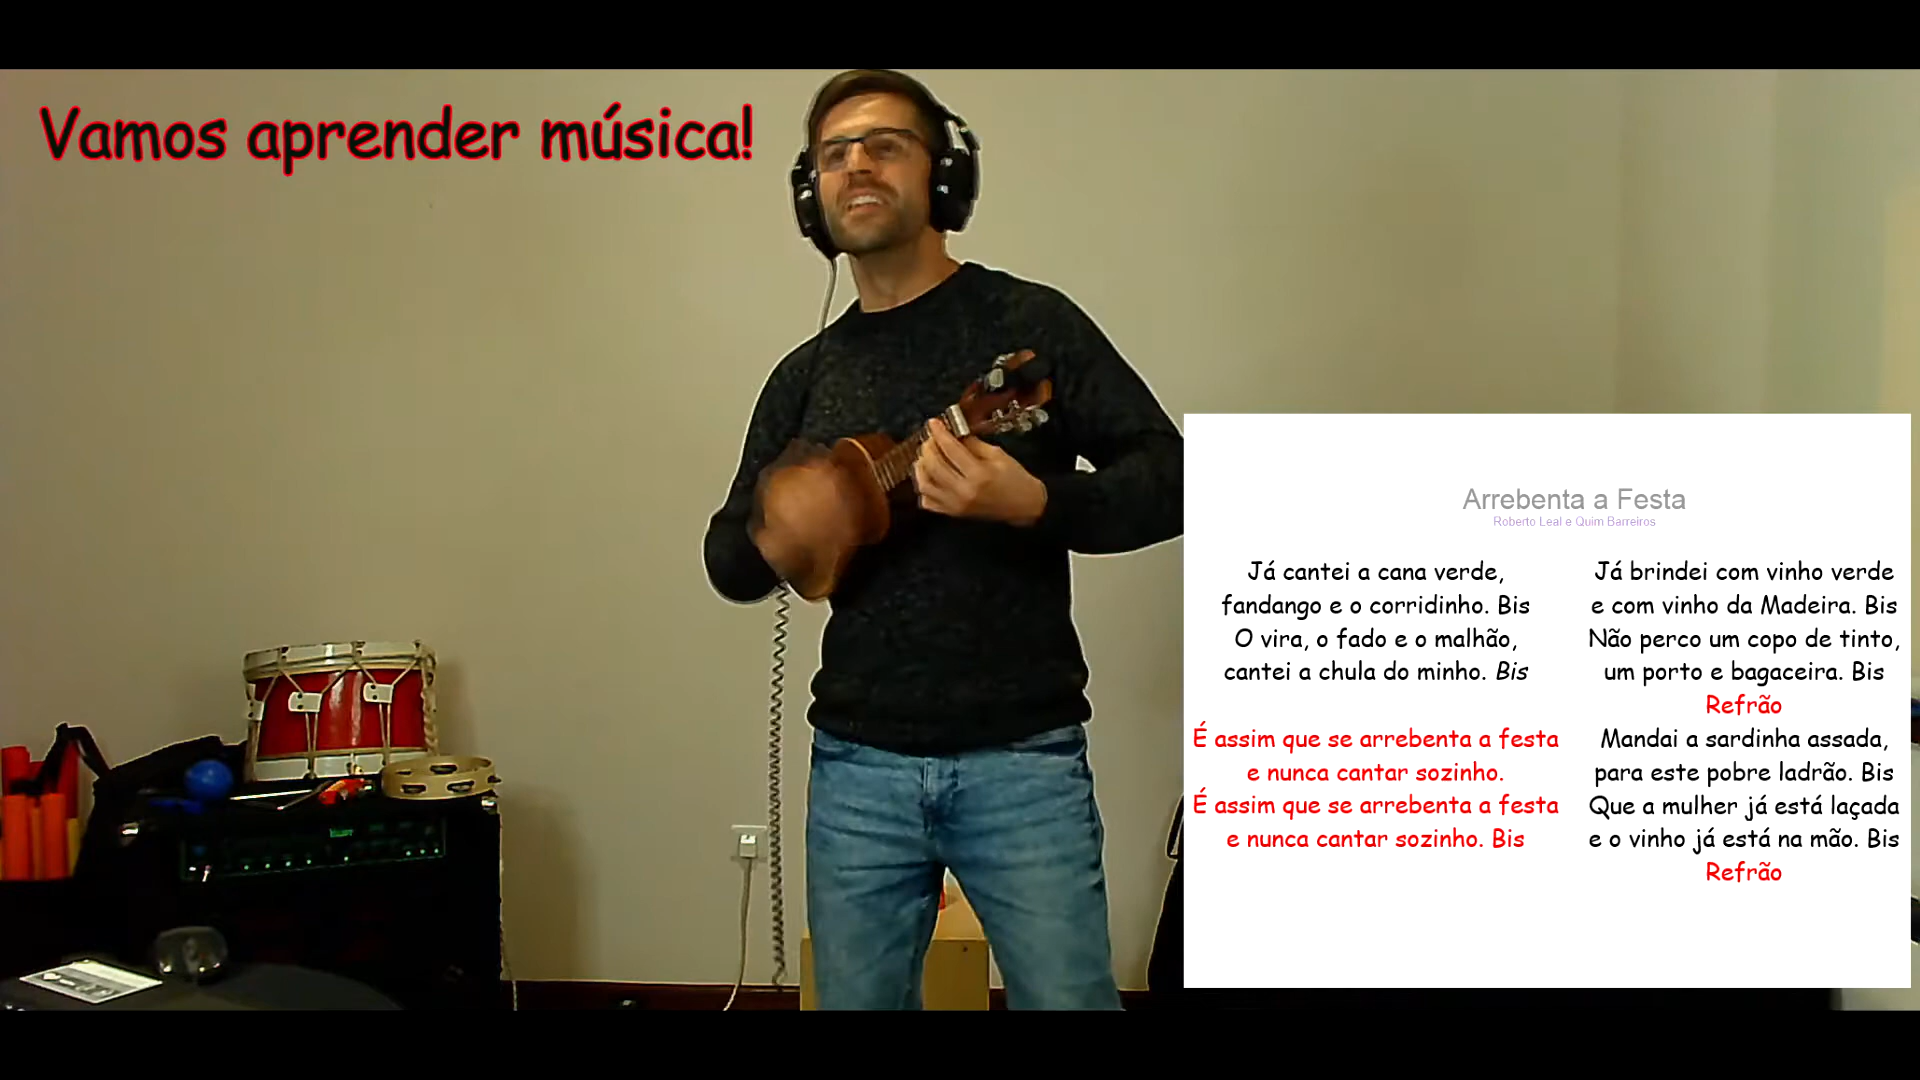 Vamos aprender música!
Arrebenta a Festa
Roberto Leal e Quim Barreiros
Já cantei a cana verde,
fandango e o corridinho. Bis
O vira, o fado e o malhão,
cantei a chula do minho. Bis
É assim que se arrebenta a festa
e nunca cantar sozinho.
É assim que se arrebenta a festa
e nunca cantar sozinho. Bis
Já brindei com vinho verde
e com vinho da Madeira. Bis
Não perco um copo de tinto,
um porto e bagaceira. Bis
Refrão
Mandai a sardinha assada,
para este pobre ladrão. Bis
Que a mulher já está laçada
e o vinho já está na mão. Bis
Refrão